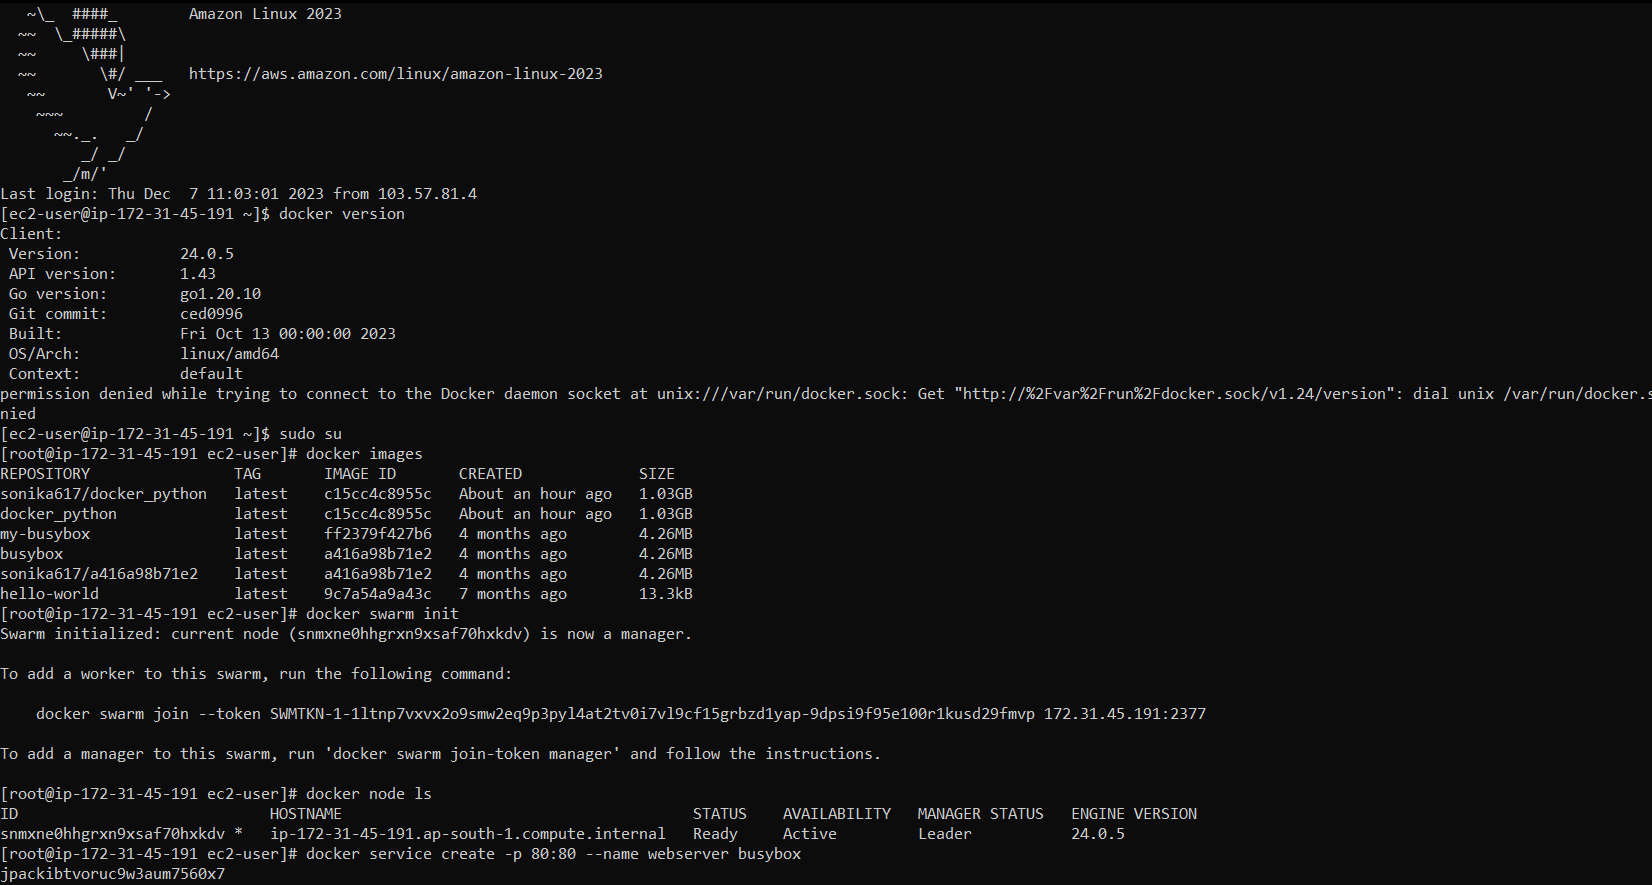 ~\_  ####_        Amazon Linux 2023
~~  \_#####\
~~     \###|
~~       \#/ ___   https://aws.amazon.com/linux/amazon-linux-2023
~~       V~' '->
~~~         /
~~._.   _/
_/ _/
_/m/'
Last login: Thu Dec  7 11:03:01 2023 from 103.57.81.4
[ec2-user@ip-172-31-45-191 ~]$ docker version
Client:
Version:           24.0.5
API version:       1.43
Go version:        go1.20.10
Git commit:        ced0996
Built:             Fri Oct 13 00:00:00 2023
OS/Arch:           linux/amd64
Context:           default
permission denied while trying to connect to the Docker daemon socket at unix:///var/run/docker.sock: Get "http://%2Fvar%2Frun%2Fdocker.sock/v1.24/version": dial unix /var/run/docker.s
nied
[ec2-user@ip-172-31-45-191 ~]$ sudo su
[root@ip-172-31-45-191 ec2-user]# docker images
REPOSITORY                TAG       IMAGE ID       CREATED             SIZE
sonika617/docker_python   latest    c15cc4c8955c   About an hour ago   1.03GB
docker_python             latest    c15cc4c8955c   About an hour ago   1.03GB
my-busybox                latest    ff2379f427b6   4 months ago        4.26MB
busybox                   latest    a416a98b71e2   4 months ago        4.26MB
sonika617/a416a98b71e2    latest    a416a98b71e2   4 months ago        4.26MB
hello-world               latest    9c7a54a9a43c   7 months ago        13.3kB
[root@ip-172-31-45-191 ec2-user]# docker swarm init
Swarm initialized: current node (snmxne0hhgrxn9xsaf70hxkdv) is now a manager.
To add a worker to this swarm, run the following command:
docker swarm join --token SWMTKN-1-1ltnp7vxvx2o9smw2eq9p3pyl4at2tv0i7vl9cf15grbzd1yap-9dpsi9f95e100r1kusd29fmvp 172.31.45.191:2377
To add a manager to this swarm, run 'docker swarm join-token manager' and follow the instructions.
[root@ip-172-31-45-191 ec2-user]# docker node ls
ID                            HOSTNAME                                       STATUS    AVAILABILITY   MANAGER STATUS   ENGINE VERSION
snmxne0hhgrxn9xsaf70hxkdv *   ip-172-31-45-191.ap-south-1.compute.internal   Ready     Active         Leader           24.0.5
[root@ip-172-31-45-191 ec2-user]# docker service create -p 80:80 --name webserver busybox
jpackibtvoruc9w3aum7560x7